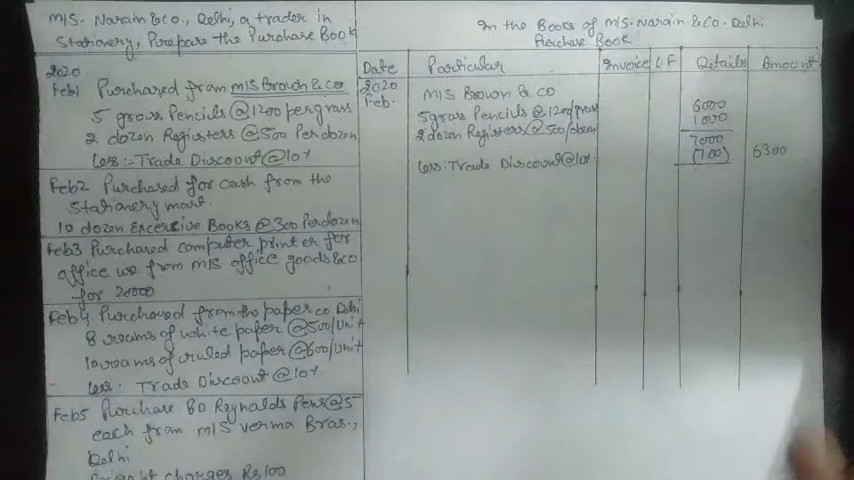 M/S. Narain &co., Delhi, a trader in
Stationery, Prepare the Purchase Book
2020
Feb1 Purchased from M/S Brown & co
5 gross Pencils @1200 per gross
2 dozen Registers @500 Per dozen
Less:- Trade Discount @10%
Feb2 Purchased for cash from the
Stationery mart.
10 dozen Excercise Books @300 Per dozen
Feb3 Purchased computer printer for
office use from M/S office goods & co
for 20000
Feb4 Purchased from the paper co Delhi
8 reams of white paper @500/Unit
10 reams of ruled paper @600/Unit
Less: Trade Discount @10%
Feb5 Purchase 80 Reynalds Pens @5
each from M/S verma Bros.,
Delhi
charges Rs 100
In the Books of M/S. Narain & Co. Delhi
Purchase Book
Date Particular Invoice L.F Details Amount
2020
Feb. M/S Brown & CO
5 gross Pencils @1200/gross 6000
2 dozen Registers @500/dozen 1000
7000
Less: Trade Discount @10% (700) 6300